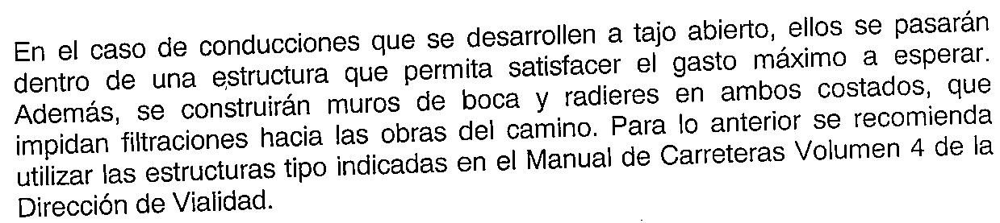 En el caso de conducciones que se desarrollen a tajo abierto, ellos se pasarán
dentro de una estructura que permita satisfacer el gasto máximo a esperar.
Además, se construirán muros de boca y radieres en ambos costados, que
impidan filtraciones hacia las obras del camino. Para lo anterior se recomienda
utilizar las estructuras tipo indicadas en el Manual de Carreteras Volumen 4 de la
Dirección de Vialidad.